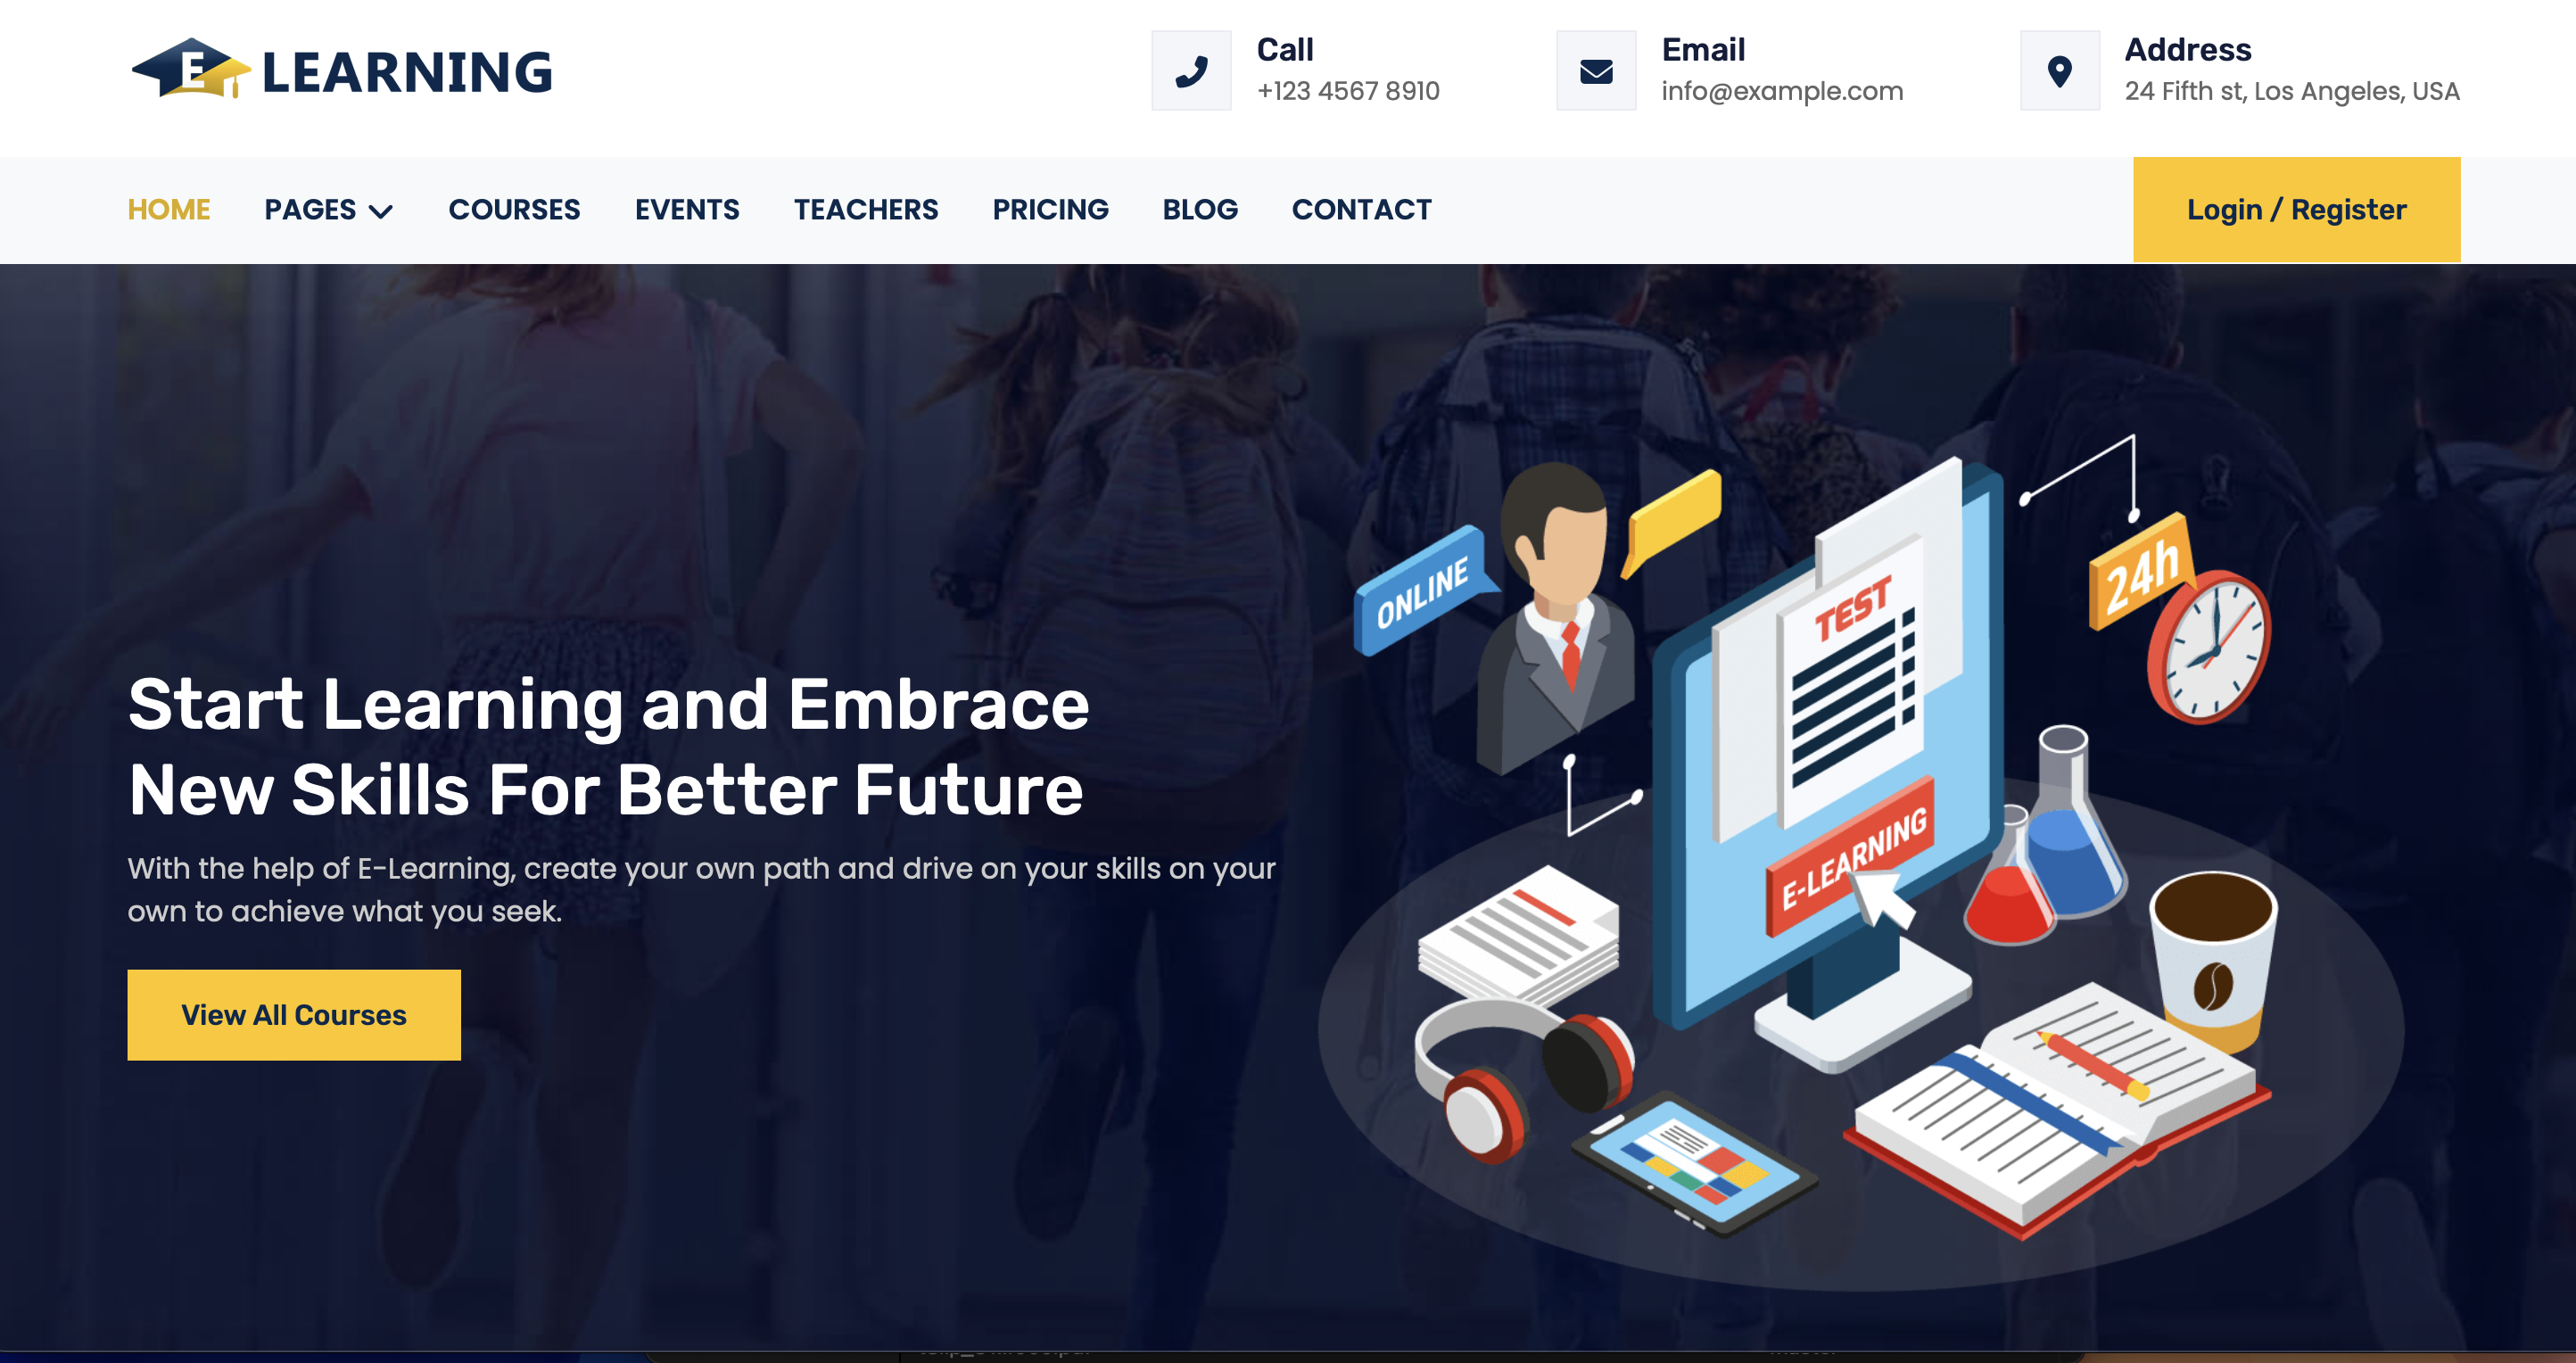 E LEARNING
Call
+123 4567 8910
Email
info@example.com
Address
24 Fifth st, Los Angeles, USA
HOME PAGES COURSES EVENTS TEACHERS PRICING BLOG CONTACT
Login / Register
Start Learning and Embrace
New Skills For Better Future
With the help of E-Learning, create your own path and drive on your skills on your
own to achieve what you seek.
View All Courses
ONLINE
TEST
24h
E-LEARNING